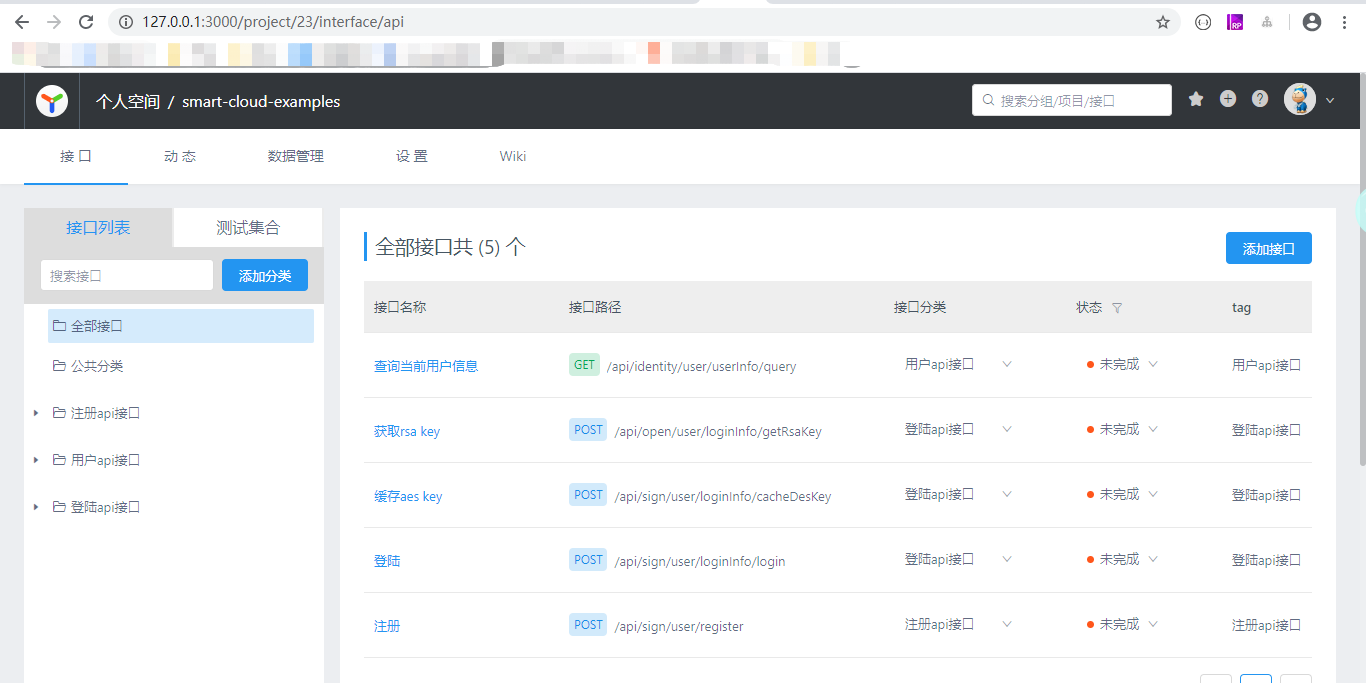 127.0.0.1:3000/project/23/interface/api
RP
个人空间 / smart-cloud-examples
搜索分组/项目/接口
接口 动态 数据管理 设置 Wiki
接口列表 测试集合
搜索接口 添加分类
全部接口
公共分类
注册api接口
用户api接口
登陆api接口
全部接口共 (5) 个 添加接口
接口名称 接口路径 接口分类 状态 tag
查询当前用户信息 GET /api/identity/user/userInfo/query 用户api接口 未完成 用户api接口
获取rsa key POST /api/open/user/loginInfo/getRsaKey 登陆api接口 未完成 登陆api接口
缓存aes key POST /api/sign/user/loginInfo/cacheDesKey 登陆api接口 未完成 登陆api接口
登陆 POST /api/sign/user/loginInfo/login 登陆api接口 未完成 登陆api接口
注册 POST /api/sign/user/register 注册api接口 未完成 注册api接口